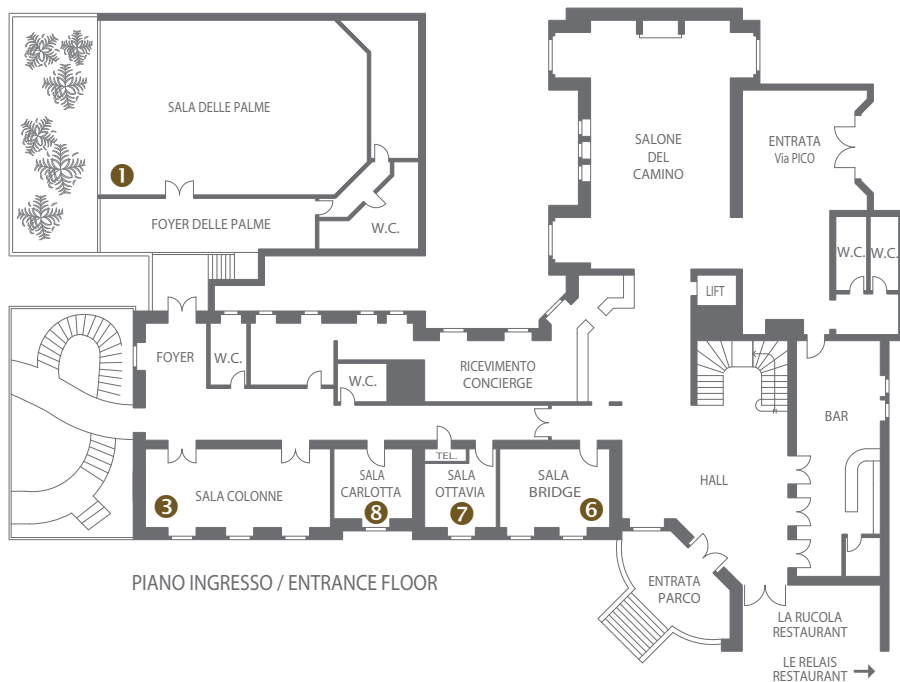 SALA DELLE PALME
1
FOYER DELLE PALME
W.C.
SALONE
DEL
CAMINO
ENTRATA
Via PICO
W.C.
W.C.
LIFT
FOYER
W.C.
W.C.
RICEVIMENTO
CONCIERGE
BAR
HALL
3
SALA COLONNE
SALA
CARLOTTA
8
TEL.
SALA
OTTAVIA
7
SALA
BRIDGE
6
PIANO INGRESSO / ENTRANCE FLOOR
ENTRATA
PARCO
LA RUCOLA
RESTAURANT
LE RELAIS
RESTAURANT